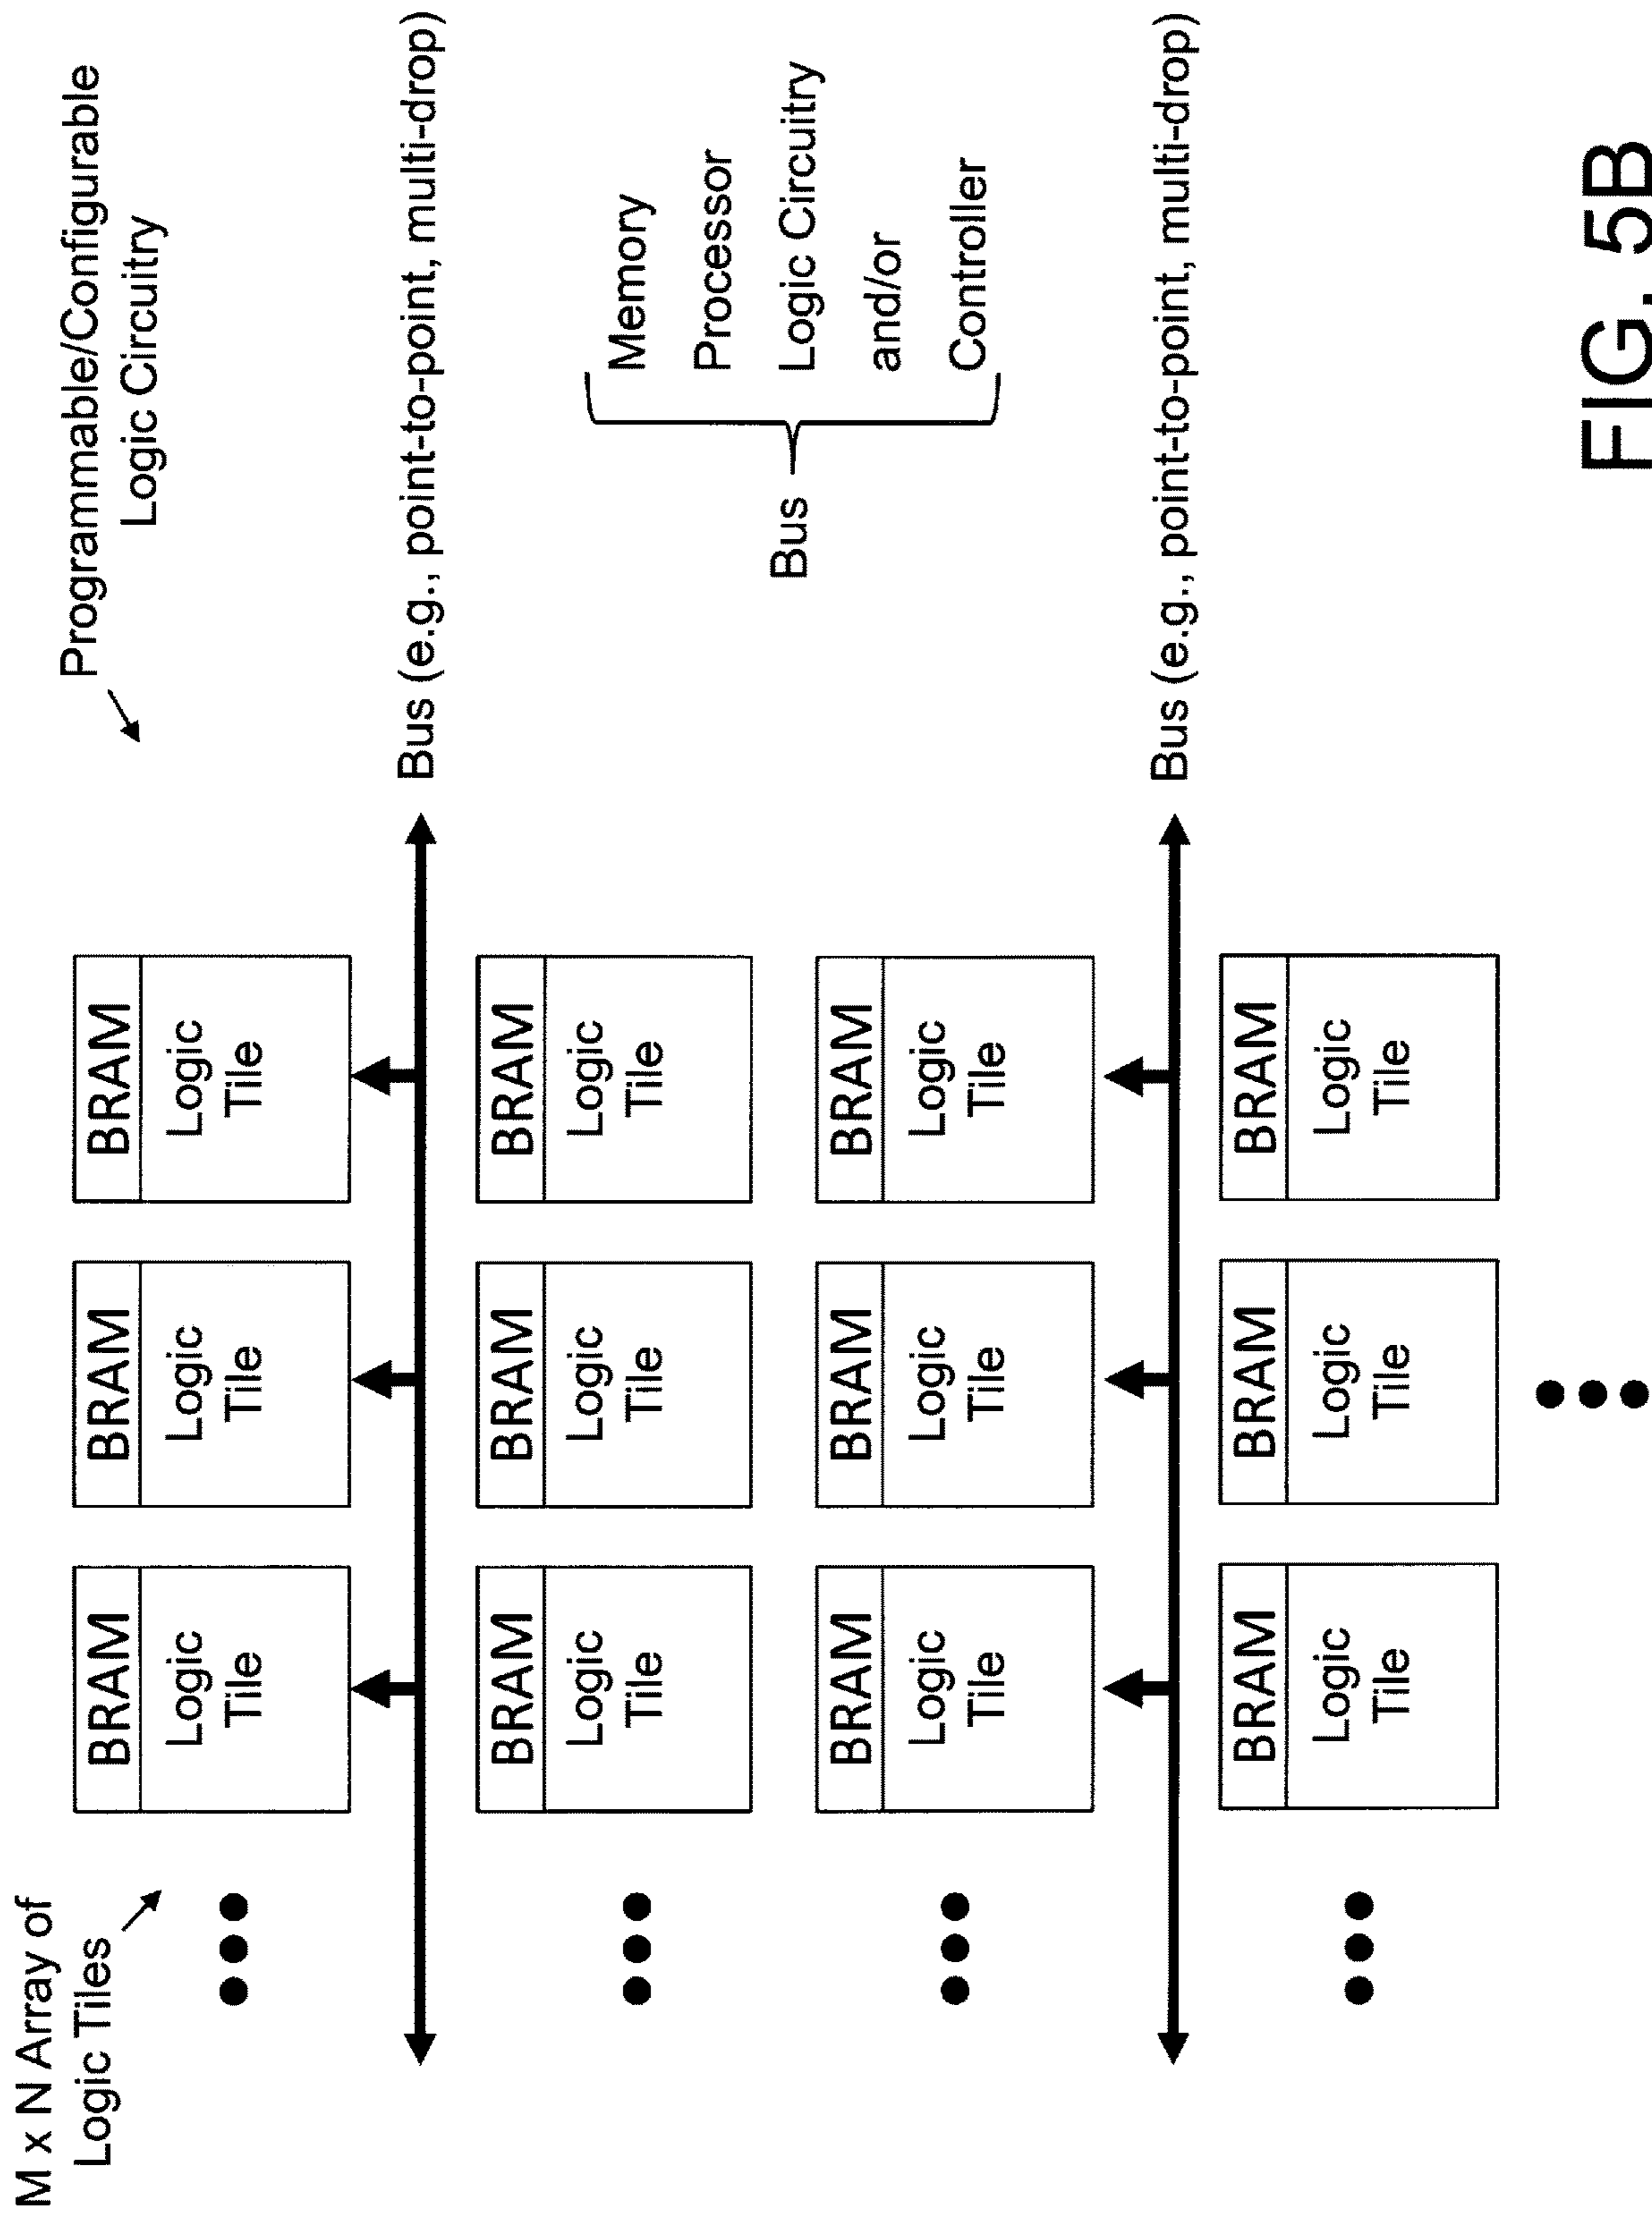 M x N Array of
Logic Tiles
Programmable/Configurable
Logic Circuitry
BRAM
Logic
Tile
BRAM
Logic
Tile
BRAM
Logic
Tile
Bus (e.g., point-to-point, multi-drop)
BRAM
Logic
Tile
BRAM
Logic
Tile
BRAM
Logic
Tile
Bus
Memory
Processor
Logic Circuitry
and/or
Controller
BRAM
Logic
Tile
BRAM
Logic
Tile
BRAM
Logic
Tile
Bus (e.g., point-to-point, multi-drop)
BRAM
Logic
Tile
BRAM
Logic
Tile
BRAM
Logic
Tile
FIG. 5B